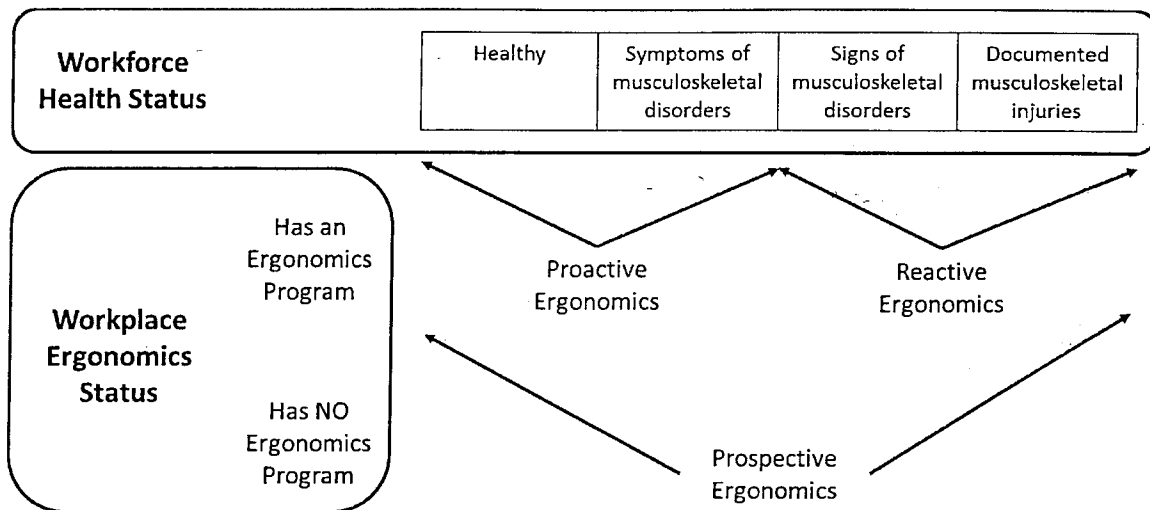 Workforce
Health Status
Healthy
Symptoms of
musculoskeletal
disorders
Signs of
musculoskeletal
disorders
Documented
musculoskeletal
injuries
Has an
Ergonomics
Program
Proactive
Ergonomics
Reactive
Ergonomics
Workplace
Ergonomics
Status
Has NO
Ergonomics
Program
Prospective
Ergonomics